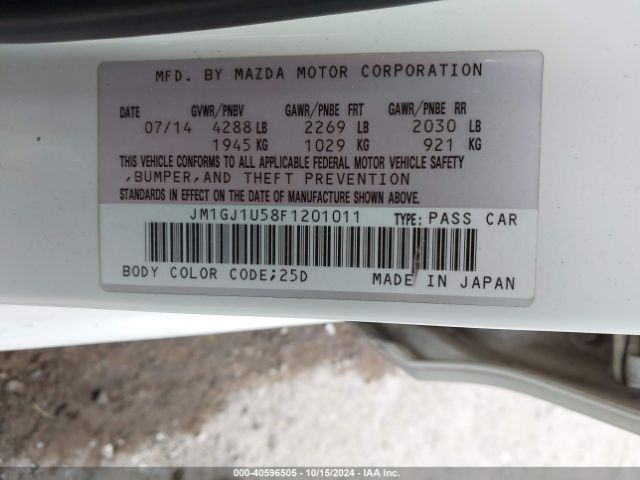 MFD. BY MAZDA MOTOR CORPORATION
DATE GVWR/PNBV GAWR/PNBE FRT GAWR/PNBE RR
07/14 4288 LB 2269 LB 2030 LB
1945 KG 1029 KG 921 KG
THIS VEHICLE CONFORMS TO ALL APPLICABLE FEDERAL MOTOR VEHICLE SAFETY
,BUMPER,AND THEFT PREVENTION
STANDARDS IN EFFECT ON THE DATE OF MANUFACTURE SHOWN ABOVE.
JM1GJ1U58F1201011 TYPE: PASS CAR
BODY COLOR CODE;25D MADE IN JAPAN
000-40596505 - 10/15/2024 - IAA Inc.